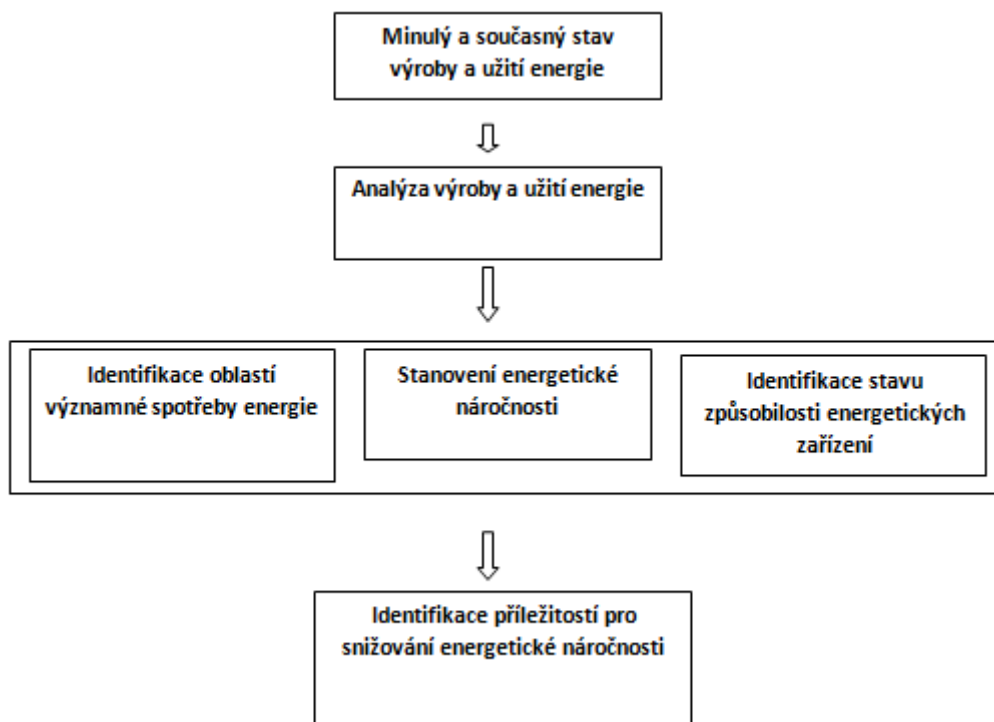 Minulý a současný stav
výroby a užití energie
Analýza výroby a užití energie
Identifikace oblastí
významné spotřeby energie
Stanovení energetické
náročnosti
Identifikace stavu
způsobilosti energetických
zařízení
Identifikace příležitostí pro
snižování energetické náročnosti